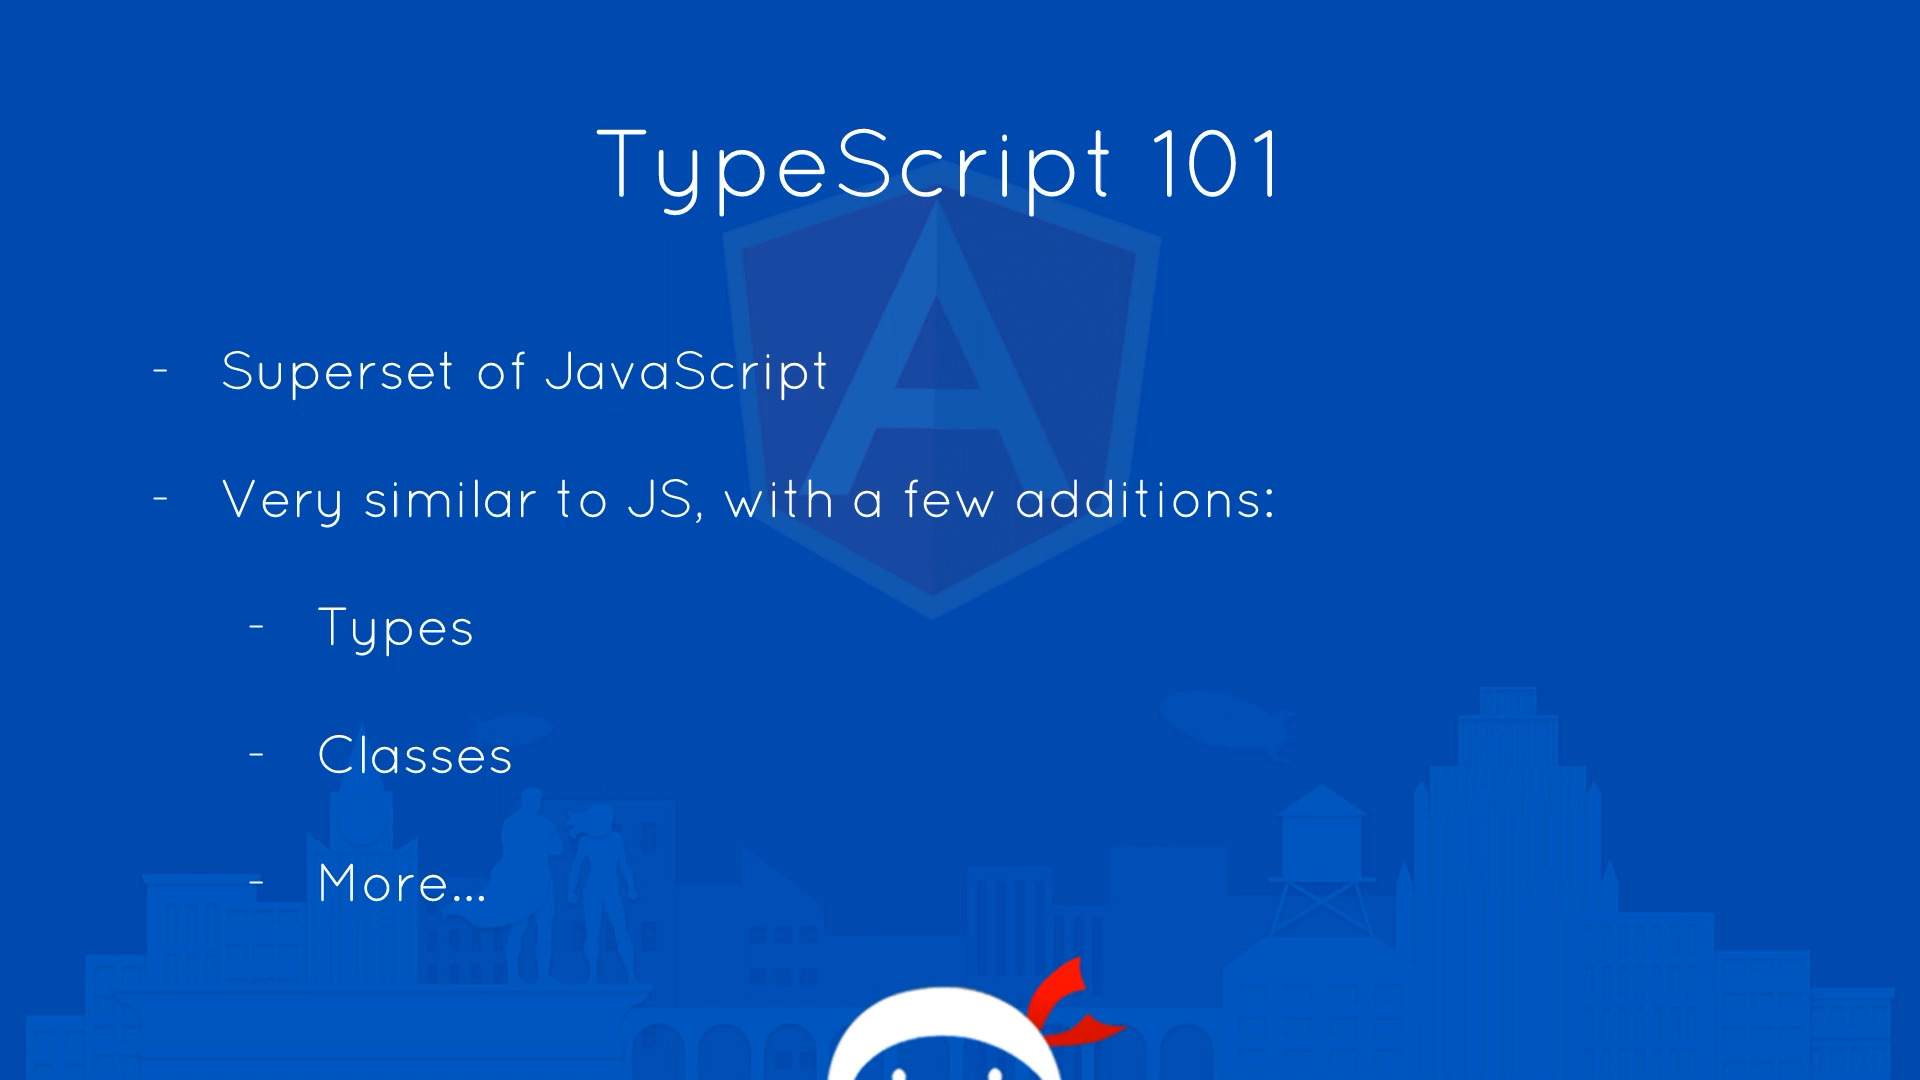 TypeScript 101
- Superset of JavaScript
- Very similar to JS, with a few additions:
- Types
- Classes
- More...